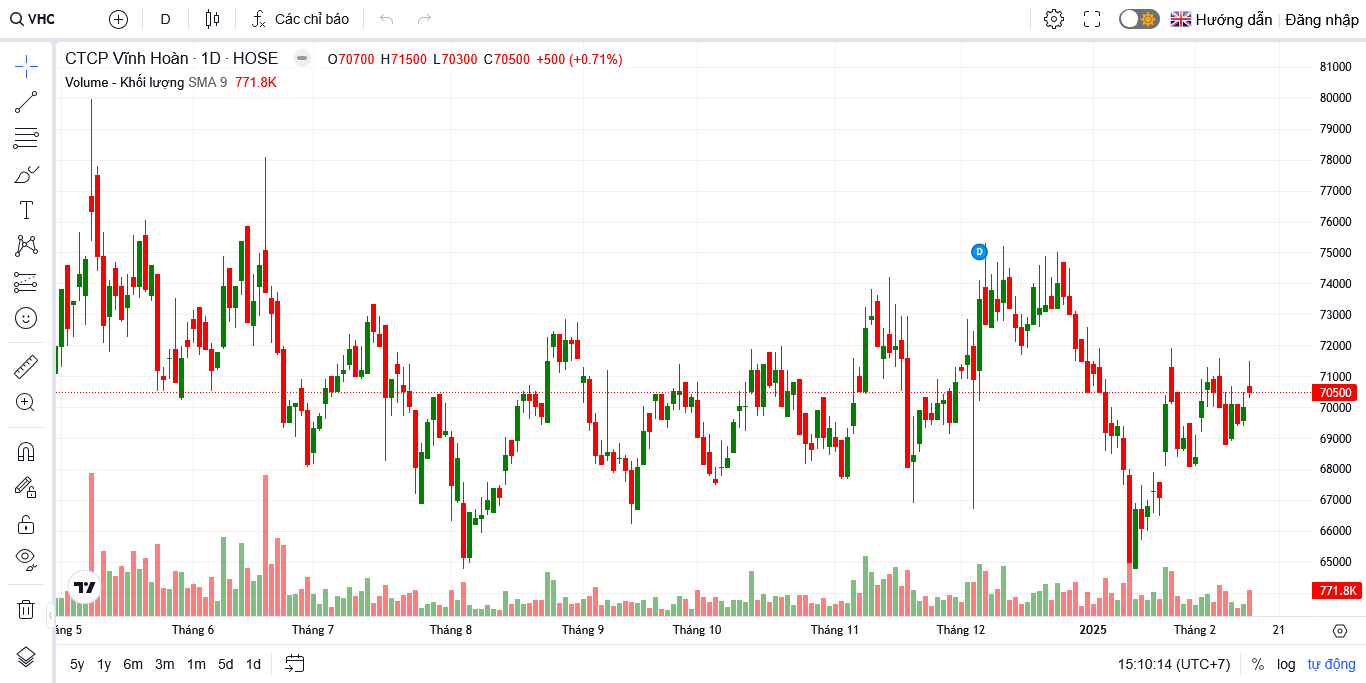 VHC D Các chỉ báo Hướng dẫn Đăng nhập
CTCP Vĩnh Hoàn · 1D · HOSE O70700 H71500 L70300 C70500 +500 (+0.71%)
Volume - Khối lượng SMA 9 771.8K
81000
80000
79000
78000
77000
76000
75000
D
74000
73000
72000
71000
70500
70000
69000
68000
67000
66000
65000
771.8K
áng 5 Tháng 6 Tháng 7 Tháng 8 Tháng 9 Tháng 10 Tháng 11 Tháng 12 2025 Tháng 2 21
5y 1y 6m 3m 1m 5d 1d 15:10:14 (UTC+7) % log tự động